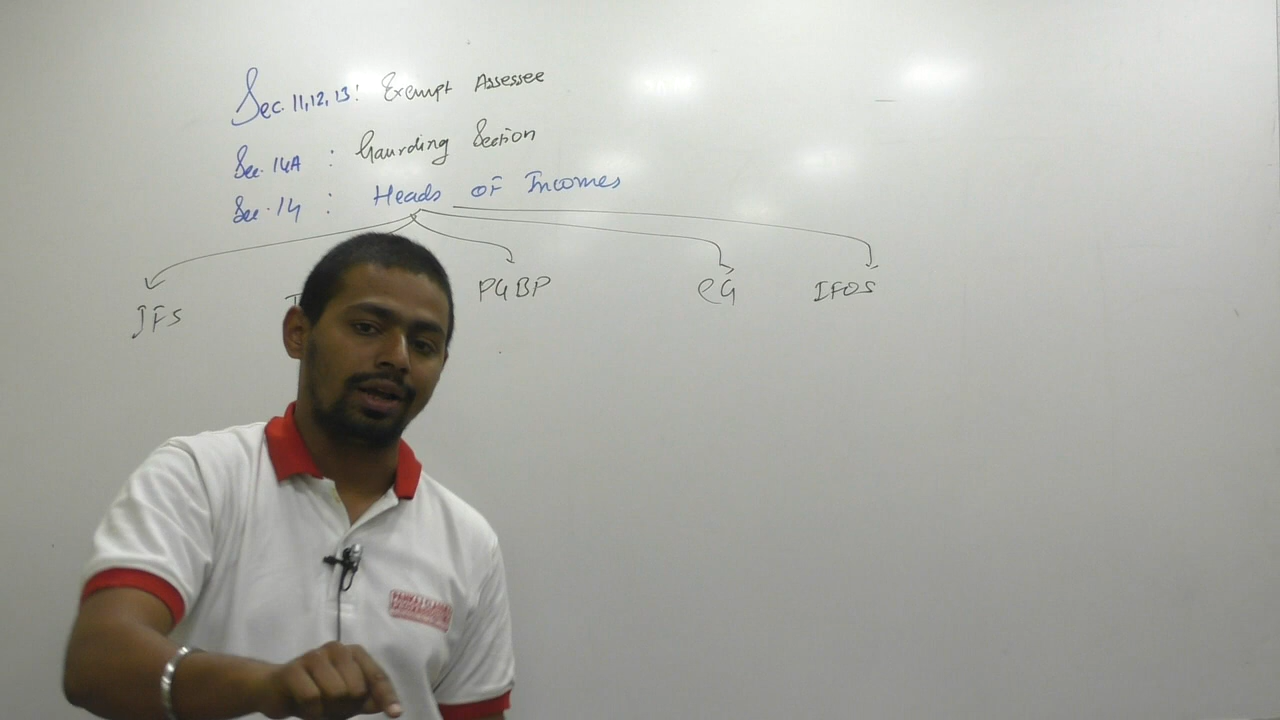 Sec. 11, 12, 13: Exempt Assessee
Sec. 14A : Gaurding Section
Sec. 14 : Heads of Incomes
IFS PGBP CG IFOS